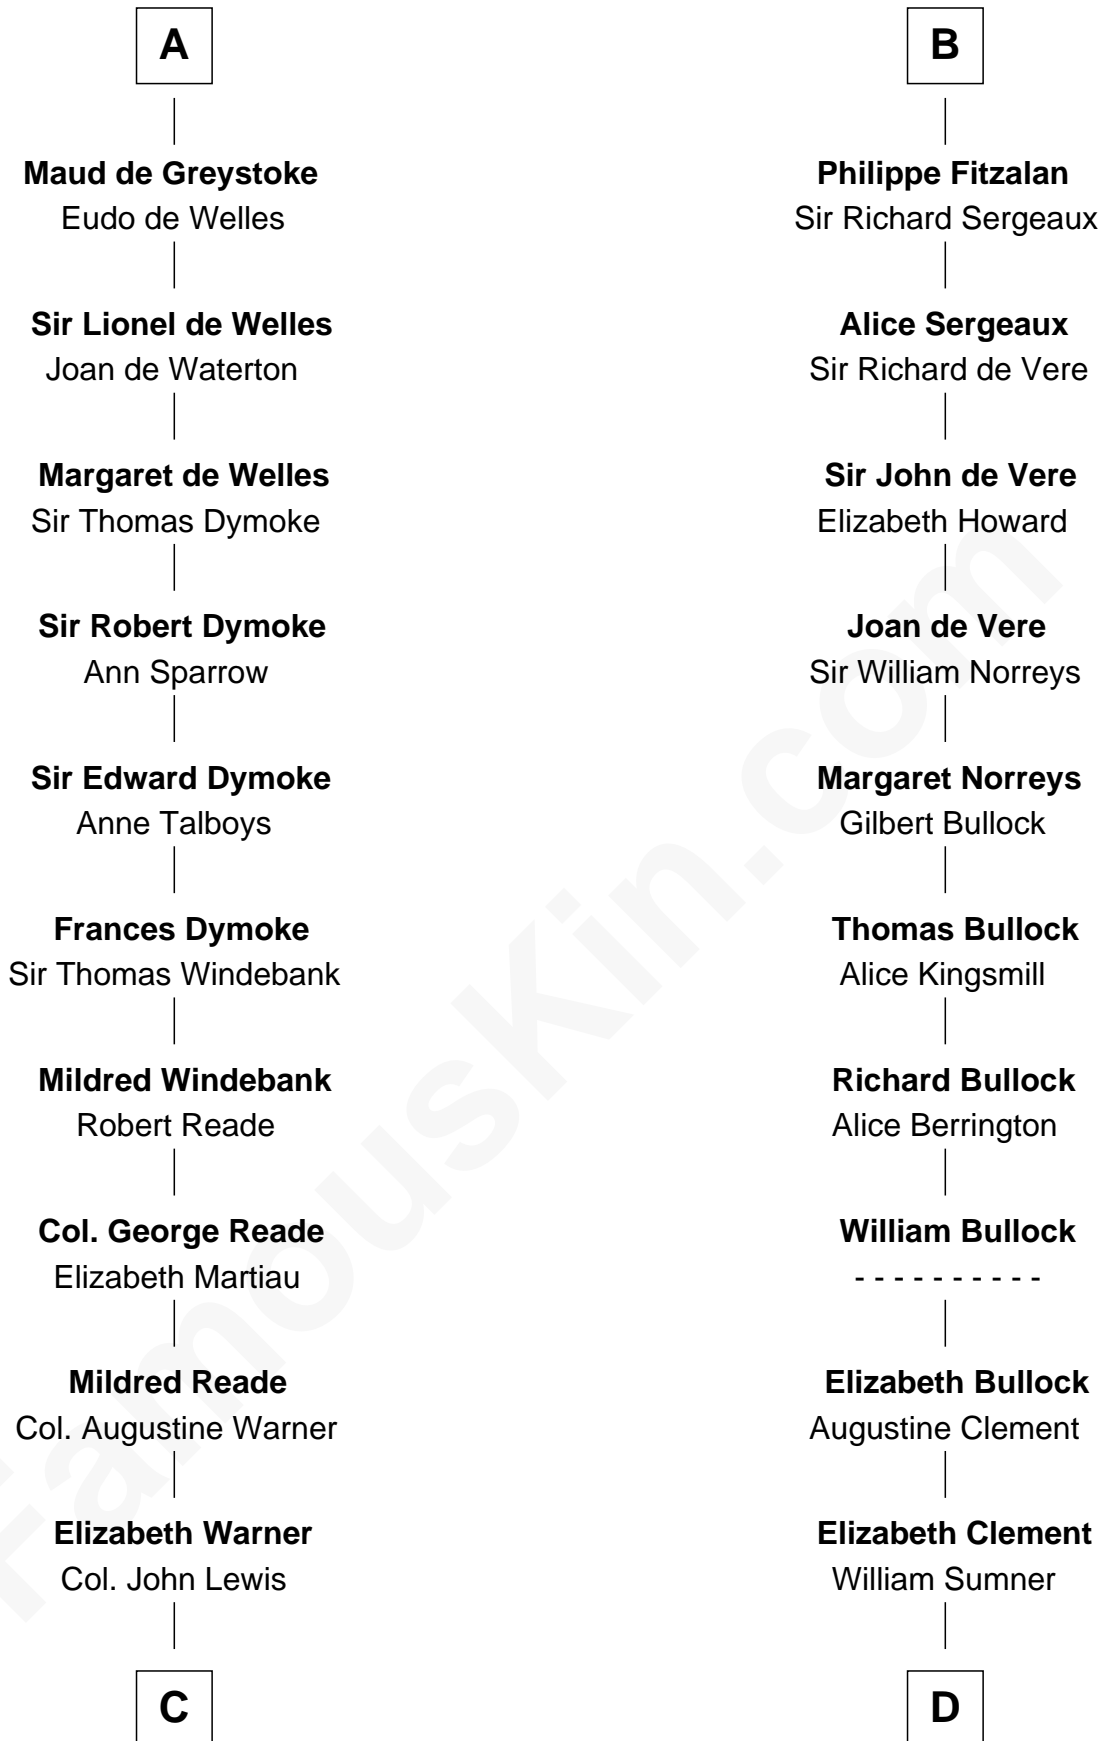 A
Maud de Greystoke
Eudo de Welles
Sir Lionel de Welles
Joan de Waterton
Margaret de Welles
Sir Thomas Dymoke
Sir Robert Dymoke
Ann Sparrow
Sir Edward Dymoke
Anne Talboys
Frances Dymoke
Sir Thomas Windebank
Mildred Windebank
Robert Reade
Col. George Reade
Elizabeth Martiau
Mildred Reade
Col. Augustine Warner
Elizabeth Warner
Col. John Lewis
C
B
Philippe Fitzalan
Sir Richard Sergeaux
Alice Sergeaux
Sir Richard de Vere
Sir John de Vere
Elizabeth Howard
Joan de Vere
Sir William Norreys
Margaret Norreys
Gilbert Bullock
Thomas Bullock
Alice Kingsmill
Richard Bullock
Alice Berrington
William Bullock
- - - - - - - - - -
Elizabeth Bullock
Augustine Clement
Elizabeth Clement
William Sumner
D
FamousKin.com